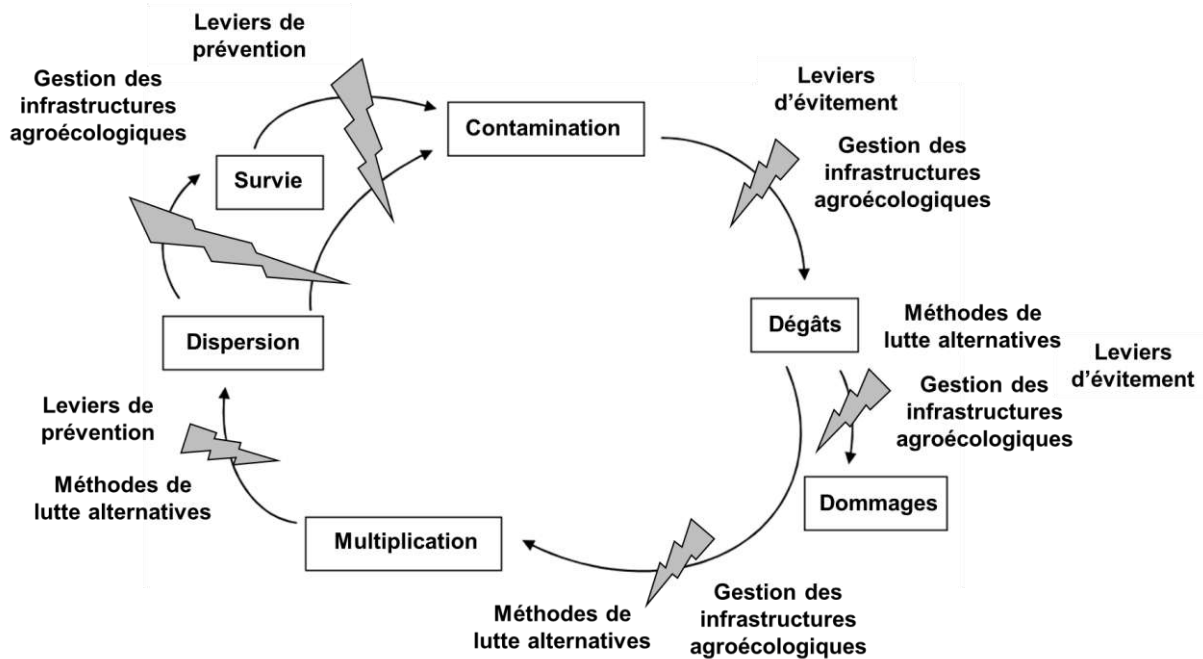 Leviers de
prévention
Gestion des
infrastructures
agroécologiques
Contamination
Leviers
d’évitement
Gestion des
infrastructures
agroécologiques
Survie
Dispersion
Dégâts
Méthodes de
lutte alternatives
Leviers
d’évitement
Gestion des
infrastructures
agroécologiques
Leviers de
prévention
Méthodes de
lutte alternatives
Dommages
Multiplication
Méthodes de
lutte alternatives
Gestion des
infrastructures
agroécologiques